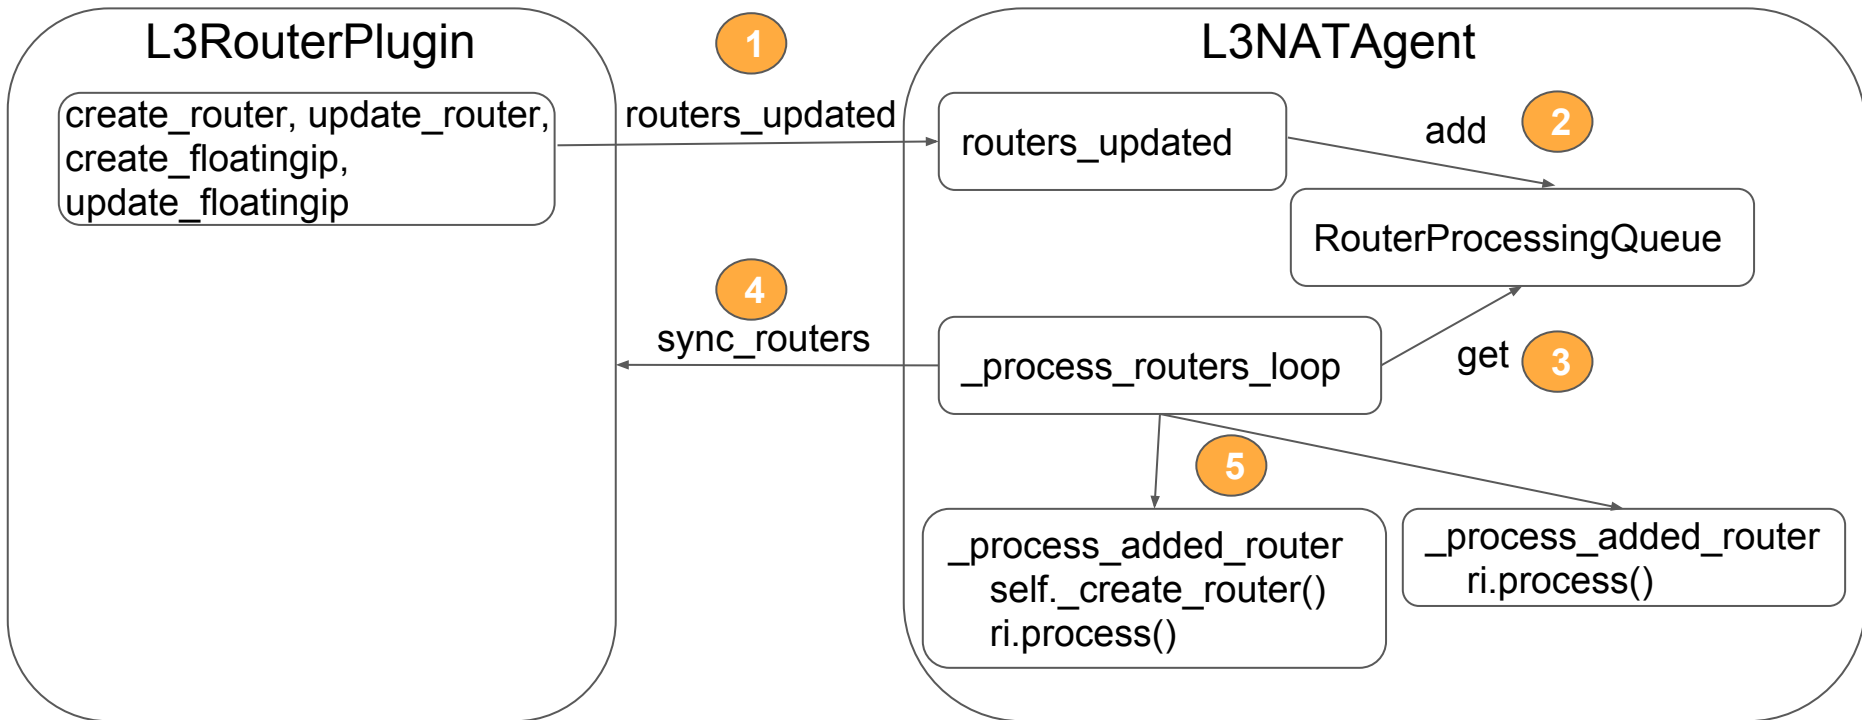 L3RouterPlugin
create_router, update_router,
create_floatingip,
update_floatingip
1
routers_updated
L3NATAgent
routers_updated
add
2
RouterProcessingQueue
4
sync_routers
_process_routers_loop
get
3
5
_process_added_router
self._create_router()
ri.process()
_process_added_router
ri.process()